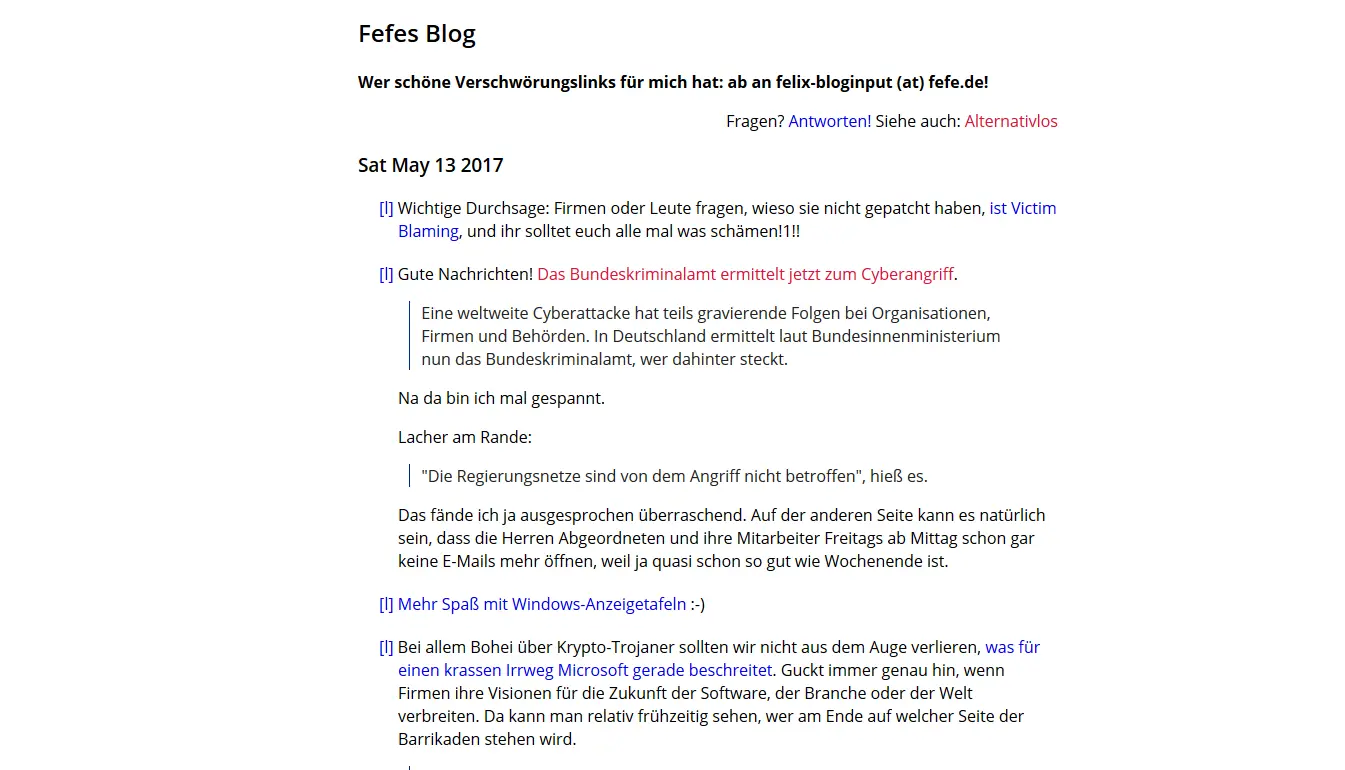 Fefes Blog
Wer schöne Verschwörungslinks für mich hat: ab an felix-bloginput (at) fefe.de!
Fragen? Antworten! Siehe auch: Alternativlos
Sat May 13 2017
[l] Wichtige Durchsage: Firmen oder Leute fragen, wieso sie nicht gepatcht haben, ist Victim
Blaming, und ihr solltet euch alle mal was schämen!1!!
[l] Gute Nachrichten! Das Bundeskriminalamt ermittelt jetzt zum Cyberangriff.
Eine weltweite Cyberattacke hat teils gravierende Folgen bei Organisationen,
Firmen und Behörden. In Deutschland ermittelt laut Bundesinnenministerium
nun das Bundeskriminalamt, wer dahinter steckt.
Na da bin ich mal gespannt.
Lacher am Rande:
"Die Regierungsnetze sind von dem Angriff nicht betroffen", hieß es.
Das fände ich ja ausgesprochen überraschend. Auf der anderen Seite kann es natürlich
sein, dass die Herren Abgeordneten und ihre Mitarbeiter Freitags ab Mittag schon gar
keine E-Mails mehr öffnen, weil ja quasi schon so gut wie Wochenende ist.
[l] Mehr Spaß mit Windows-Anzeigetafeln :-)
[l] Bei allem Bohei über Krypto-Trojaner sollten wir nicht aus dem Auge verlieren, was für
einen krassen Irrweg Microsoft gerade beschreitet. Guckt immer genau hin, wenn
Firmen ihre Visionen für die Zukunft der Software, der Branche oder der Welt
verbreiten. Da kann man relativ frühzeitig sehen, wer am Ende auf welcher Seite der
Barrikaden stehen wird.